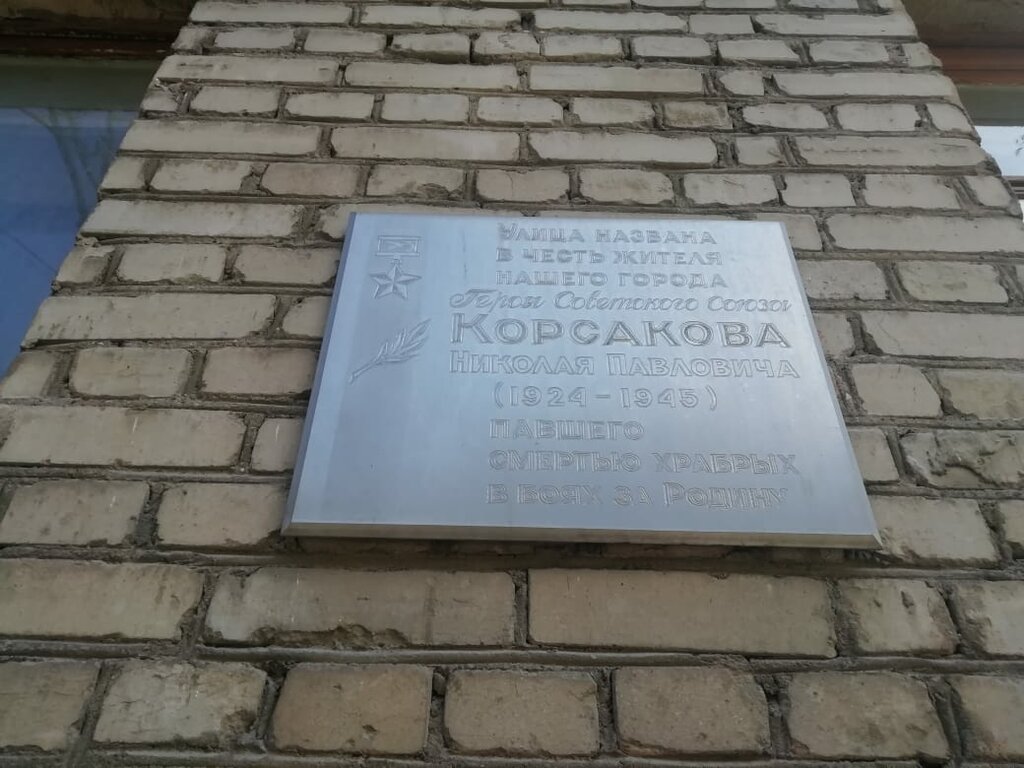 Улица названа
в честь жителя
нашего города
Героя Советского Союза
Корсакова
Николая Павловича
(1924-1945)
павшего
смертью храбрых
в боях за Родину